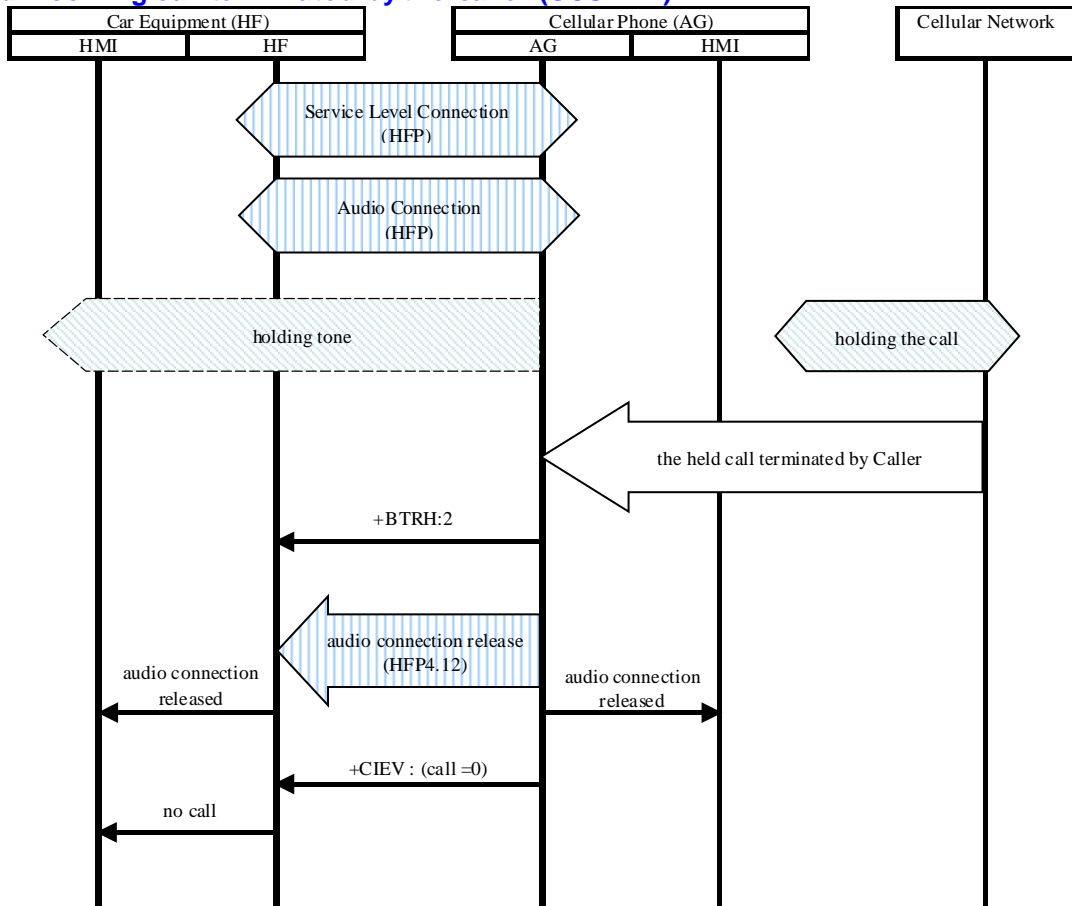 Car Equipment (HF)
Cellular Phone (AG)
Cellular Network
HMI
HF
AG
HMI
Service Level Connection
(HFP)
Audio Connection
(HFP)
holding tone
holding the call
the held call terminated by Caller
+BTRH:2
audio connection release
(HFP4.12)
audio connection
released
audio connection
released
+CIEV : (call =0)
no call